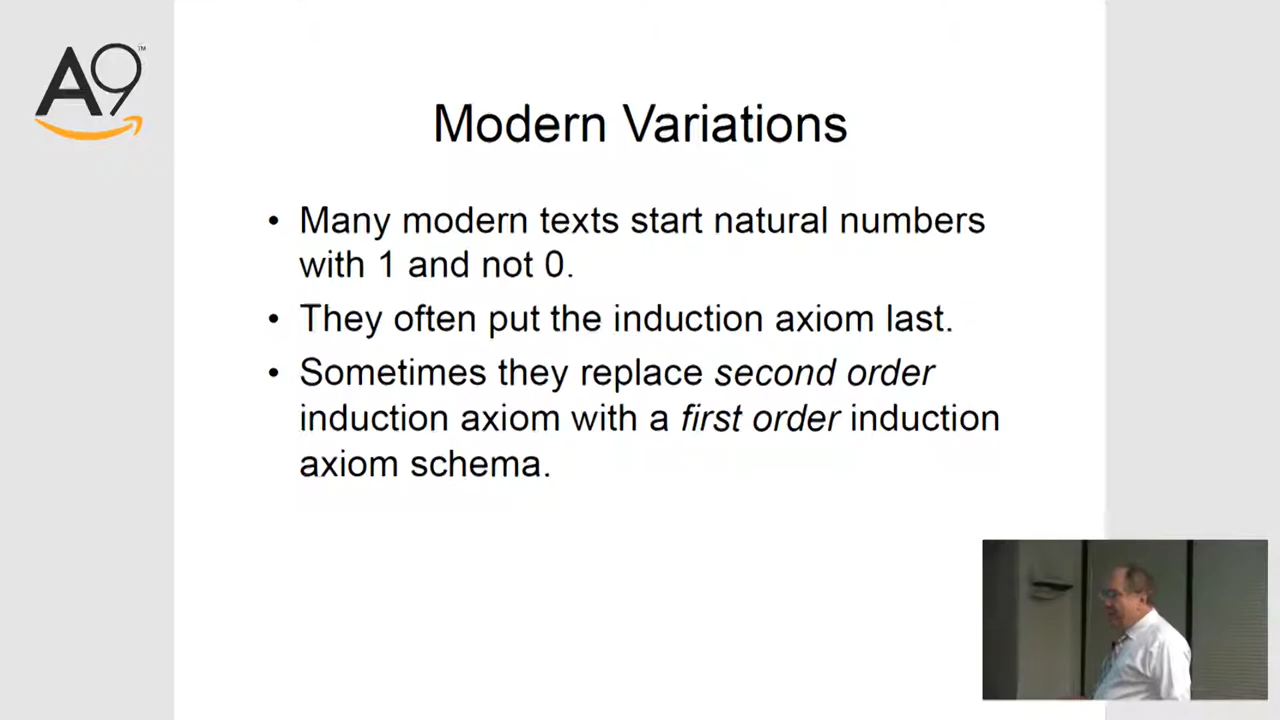 A9™
Modern Variations
• Many modern texts start natural numbers
with 1 and not 0.
• They often put the induction axiom last.
• Sometimes they replace second order
induction axiom with a first order induction
axiom schema.